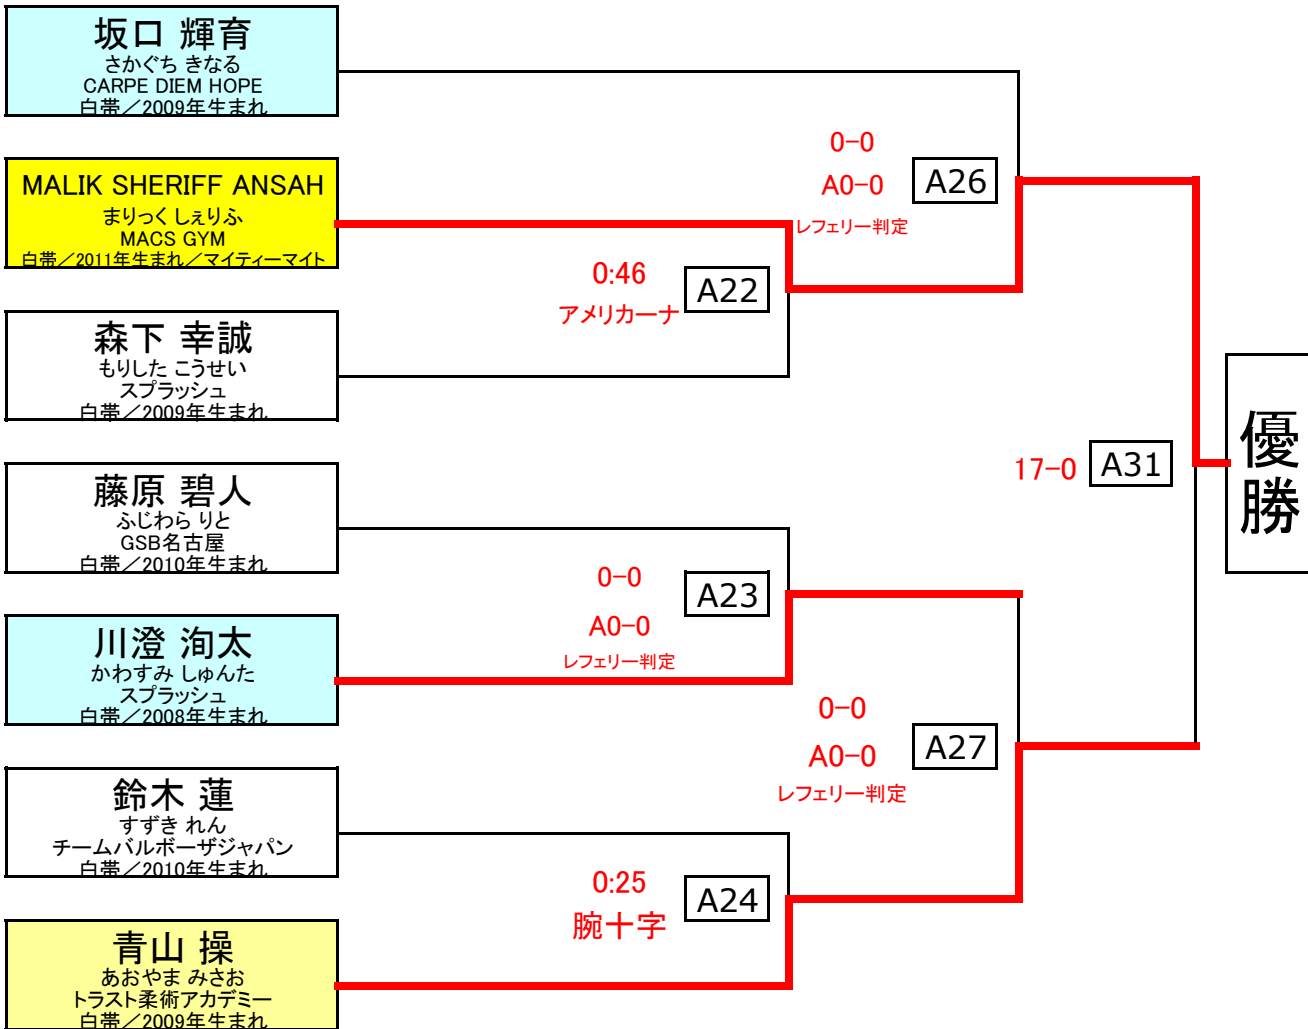 坂口 輝育
さかぐち きなる
CARPE DIEM HOPE
白帯／2009年生まれ
MALIK SHERIFF ANSAH
まりっく しぇりふ
MACS GYM
白帯／2011年生まれ／マイティーマイト
森下 幸誠
もりした こうせい
スプラッシュ
白帯／2009年生まれ
藤原 碧人
ふじわら りと
GSB名古屋
白帯／2010年生まれ
川澄 洵太
かわすみ しゅんた
スプラッシュ
白帯／2008年生まれ
鈴木 蓮
すずき れん
チームバルボーザジャパン
白帯／2010年生まれ
青山 操
あおやま みさお
トラスト柔術アカデミー
白帯／2009年生まれ
0:46
アメリカーナ
A22
0-0
A0-0
レフェリー判定
A23
0:25
腕十字
A24
0-0
A0-0
レフェリー判定
A26
0-0
A0-0
レフェリー判定
A27
17-0
A31
優勝